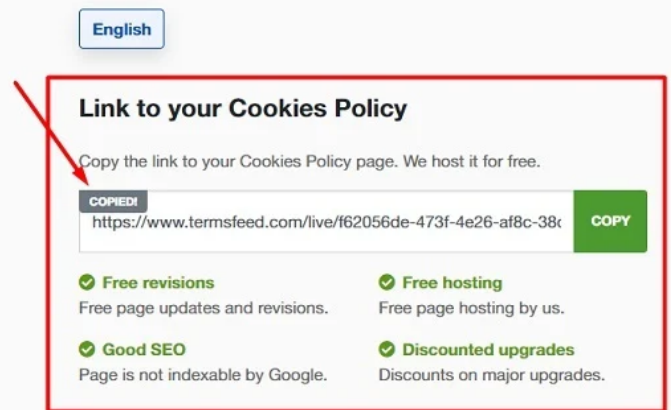 English
Link to your Cookies Policy
Copy the link to your Cookies Policy page. We host it for free.
COPIED!
https://www.termsfeed.com/live/f62056de-473f-4e26-af8c-38c
COPY
Free revisions
Free page updates and revisions.
Free hosting
Free page hosting by us.
Good SEO
Page is not indexable by Google.
Discounted upgrades
Discounts on major upgrades.